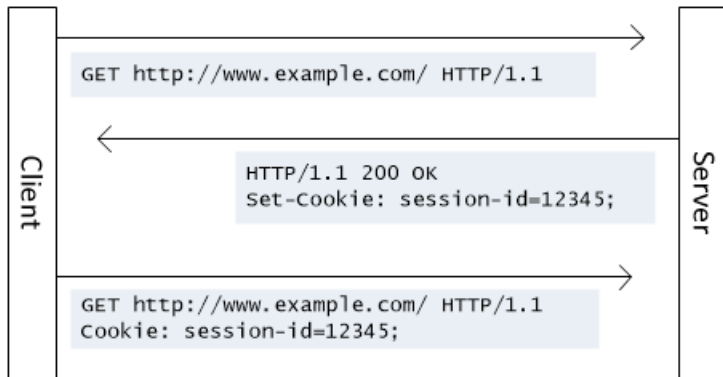 Client
GET http://www.example.com/ HTTP/1.1
HTTP/1.1 200 OK
Set-Cookie: session-id=12345;
GET http://www.example.com/ HTTP/1.1
Cookie: session-id=12345;
Server